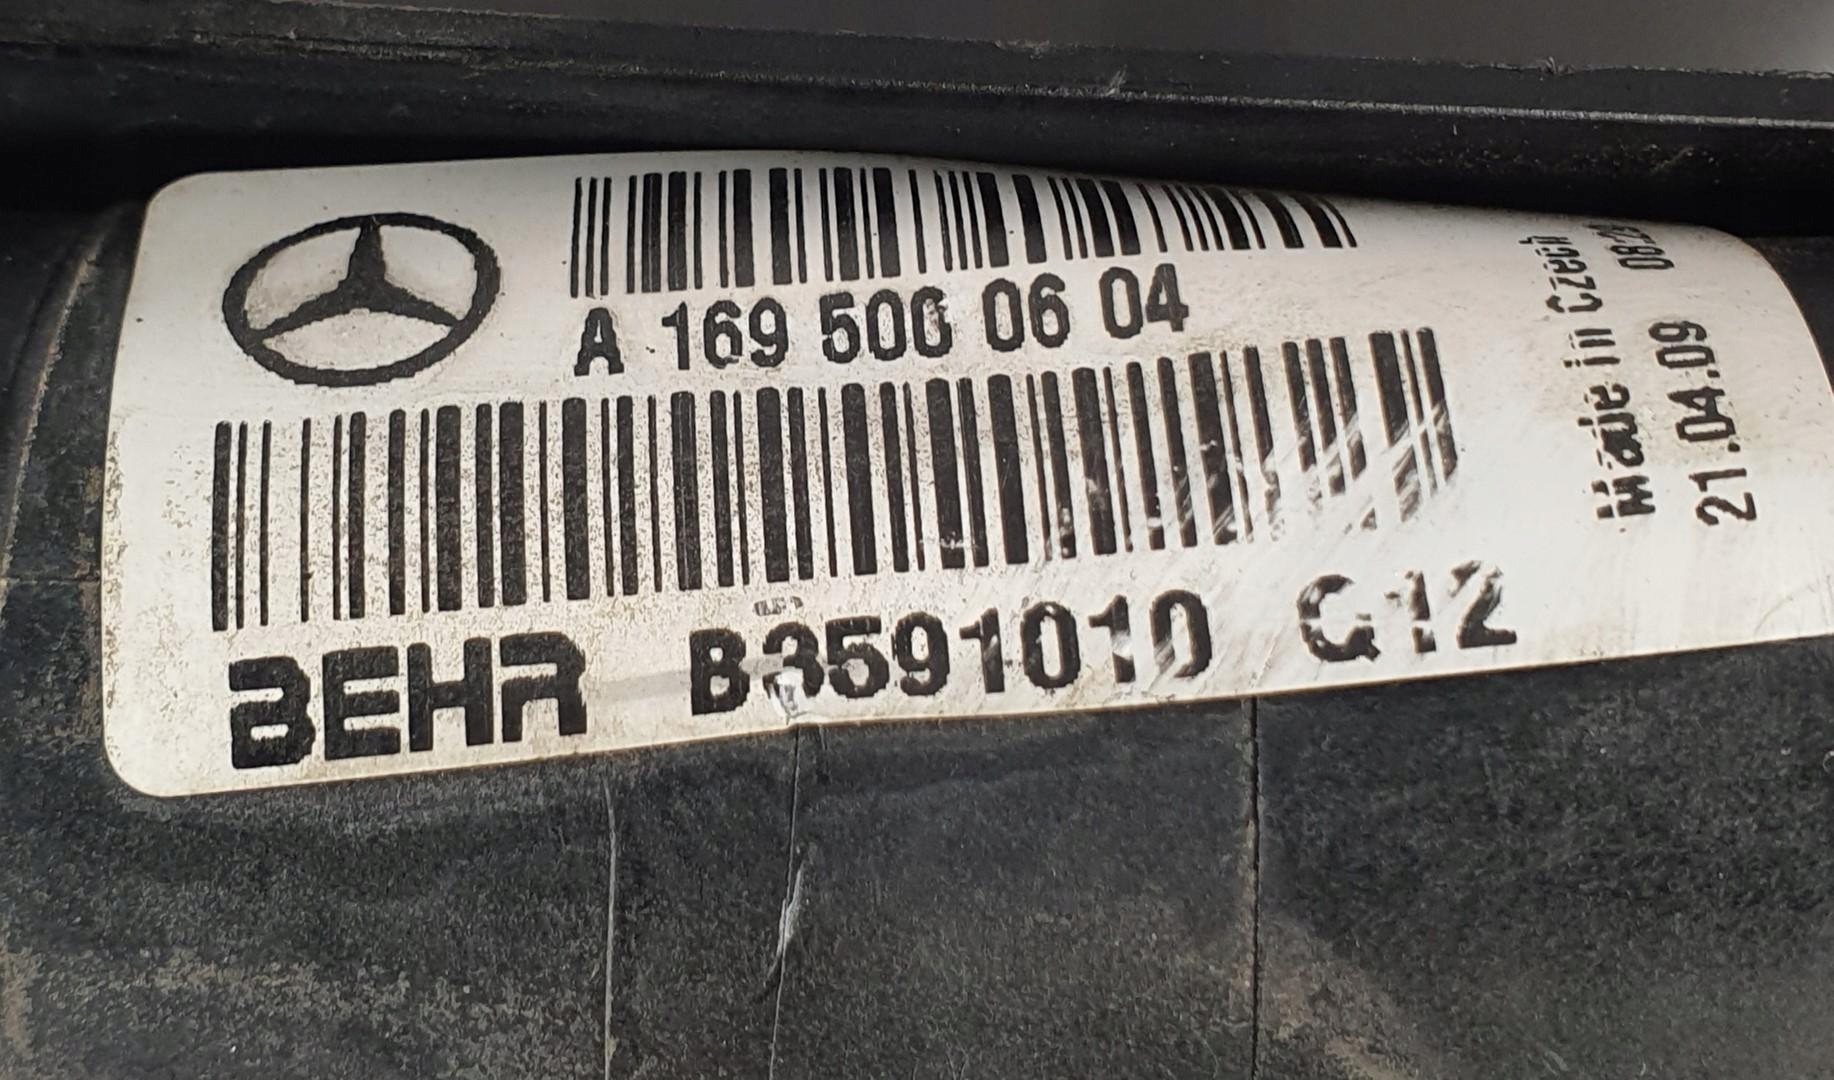 A 169 500 06 04
BEHR B3591010 G12
Made in Czech
21.04.09